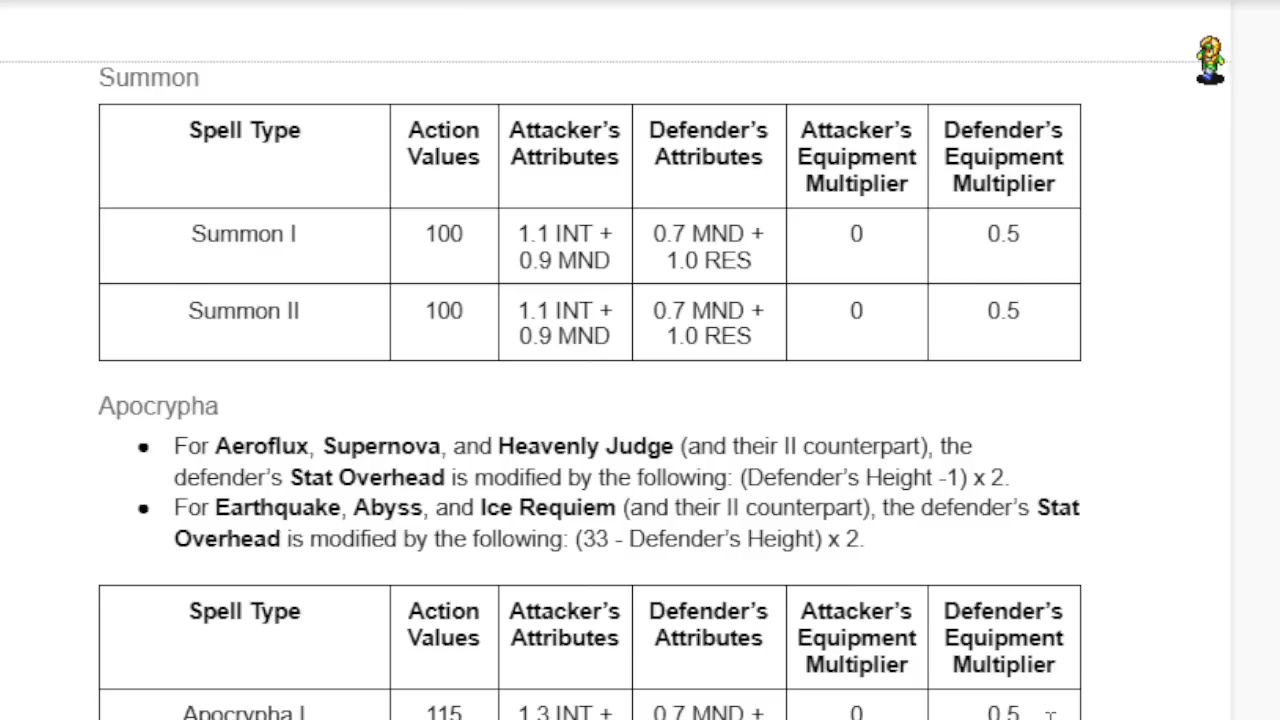 Summon
Spell Type
Action Values
Attacker's Attributes
Defender's Attributes
Attacker's Equipment Multiplier
Defender's Equipment Multiplier
Summon I
100
1.1 INT + 0.9 MND
0.7 MND + 1.0 RES
0
0.5
Summon II
100
1.1 INT + 0.9 MND
0.7 MND + 1.0 RES
0
0.5
Apocrypha
● For Aeroflux, Supernova, and Heavenly Judge (and their II counterpart), the
defender's Stat Overhead is modified by the following: (Defender's Height -1) x 2.
● For Earthquake, Abyss, and Ice Requiem (and their II counterpart), the defender's Stat
Overhead is modified by the following: (33 - Defender's Height) x 2.
Spell Type
Action Values
Attacker's Attributes
Defender's Attributes
Attacker's Equipment Multiplier
Defender's Equipment Multiplier
Apocrypha I
115
1.3 INT +
0.7 MND +
0
0.5